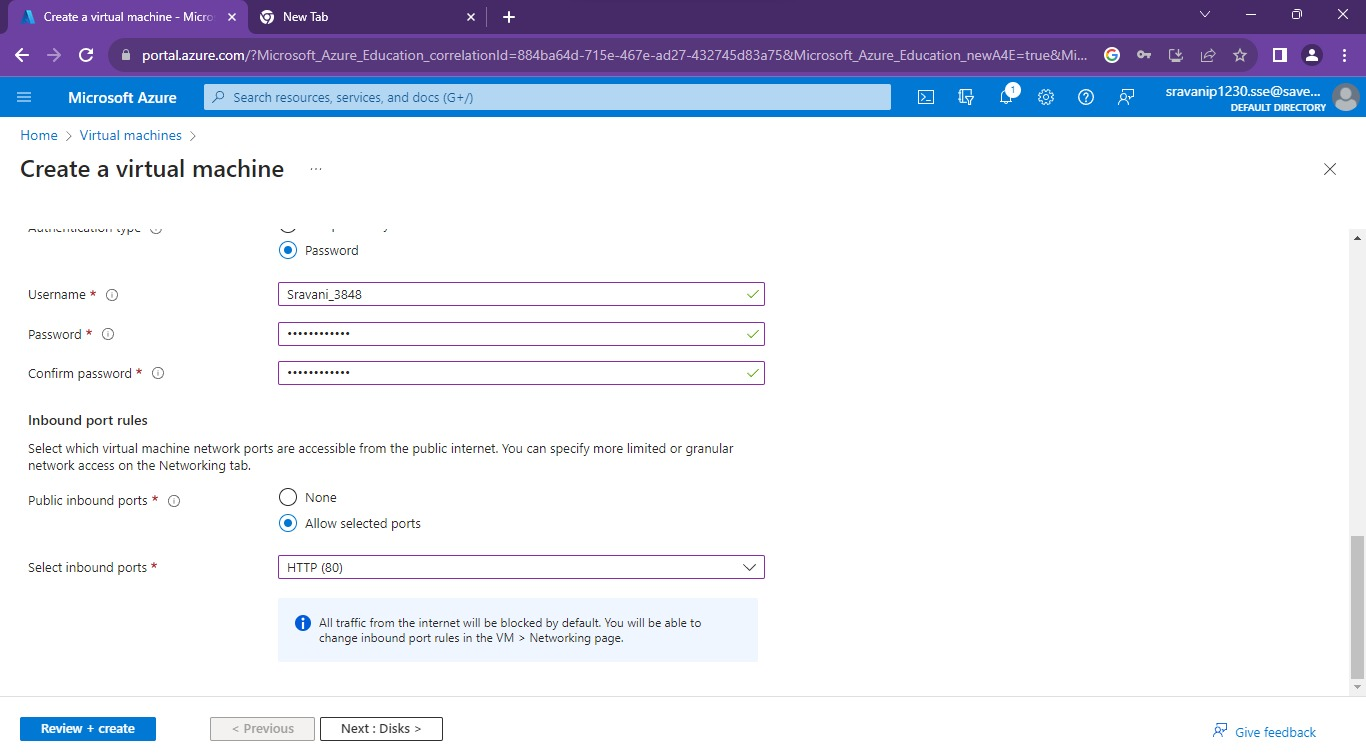 Create a virtual machine - Micro
New Tab
portal.azure.com/?Microsoft_Azure_Education_correlationId=884ba64d-715e-467e-ad27-432745d83a75&Microsoft_Azure_Education_newA4E=true&Mi...
Microsoft Azure
Search resources, services, and docs (G+/)
1
sravanip1230.sse@save...
DEFAULT DIRECTORY
Home > Virtual machines >
Create a virtual machine ...
Authentication type
Password
Username *
Sravani_3848
Password *
••••••••••••
Confirm password *
••••••••••••
Inbound port rules
Select which virtual machine network ports are accessible from the public internet. You can specify more limited or granular
network access on the Networking tab.
Public inbound ports *
None
Allow selected ports
Select inbound ports *
HTTP (80)
All traffic from the internet will be blocked by default. You will be able to
change inbound port rules in the VM > Networking page.
Review + create
< Previous
Next : Disks >
Give feedback